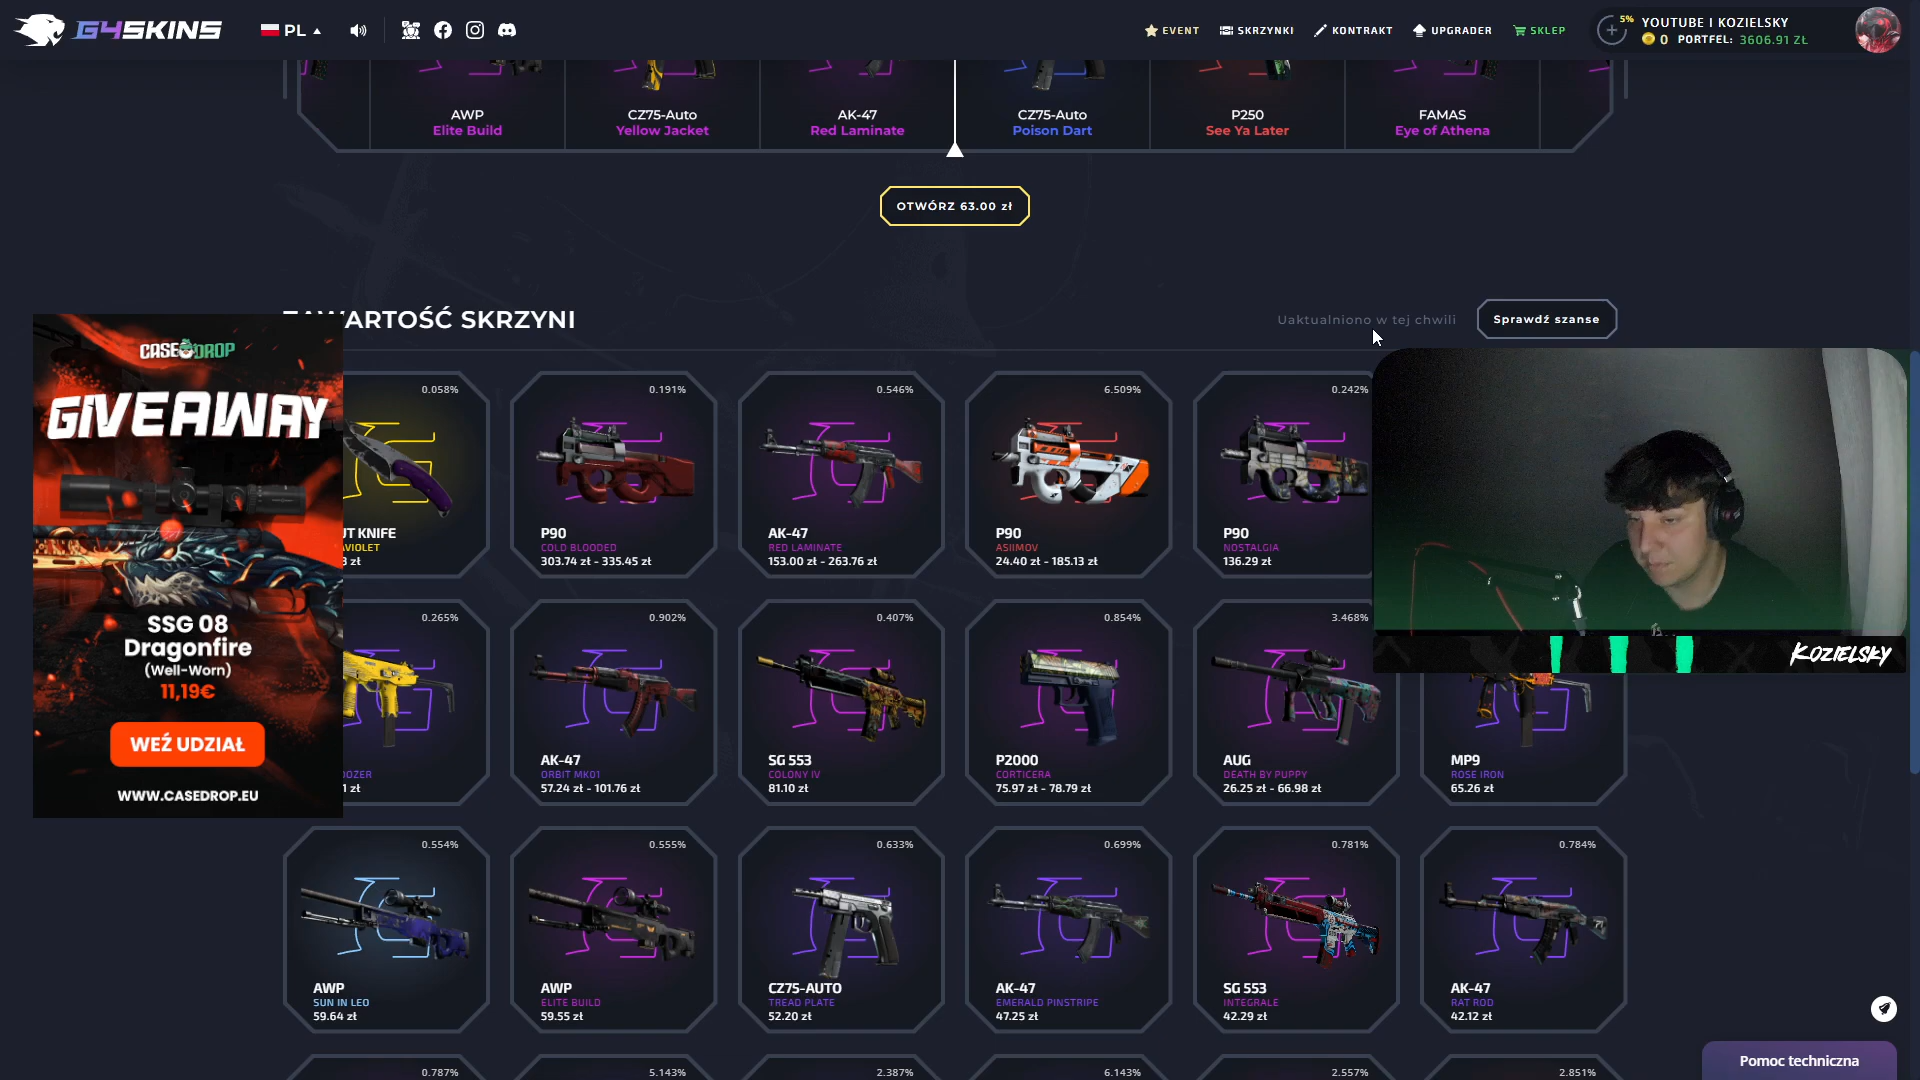 G4SKINS
PL
EVENT
SKRZYNKI
KONTRAKT
UPGRADER
SKLEP
5%
YOUTUBE I KOZIELSKY
0 PORTFEL: 3606.91 ZŁ
AWP
Elite Build
CZ75-Auto
Yellow Jacket
AK-47
Red Laminate
CZ75-Auto
Poison Dart
P250
See Ya Later
FAMAS
Eye of Athena
OTWÓRZ 63.00 zł
ZAWARTOŚĆ SKRZYNI
Uaktualniono w tej chwili
Sprawdź szanse
CASEDROP
GIVEAWAY
SSG 08
Dragonfire
(Well-Worn)
11,19€
WEŹ UDZIAŁ
WWW.CASEDROP.EU
0.058%
UT KNIFE
AVIOLET
zł
0.191%
P90
COLD BLOODED
303.74 zł - 335.45 zł
0.546%
AK-47
RED LAMINATE
153.00 zł - 263.76 zł
6.509%
P90
ASIIMOV
24.40 zł - 185.13 zł
0.242%
P90
NOSTALGIA
136.29 zł
KOZIELSKY
0.265%
DOZER
1 zł
0.902%
AK-47
ORBIT MK01
57.24 zł - 101.76 zł
0.407%
SG 553
COLONY IV
81.10 zł
0.854%
P2000
CORTICERA
75.97 zł - 78.79 zł
3.468%
AUG
DEATH BY PUPPY
26.25 zł - 66.98 zł
MP9
ROSE IRON
65.26 zł
0.554%
AWP
SUN IN LEO
59.64 zł
0.555%
AWP
ELITE BUILD
59.55 zł
0.633%
CZ75-AUTO
TREAD PLATE
52.20 zł
0.699%
AK-47
EMERALD PINSTRIPE
47.25 zł
0.781%
SG 553
INTEGRALE
42.29 zł
0.784%
AK-47
RAT ROD
42.12 zł
0.787%
5.143%
2.387%
6.143%
2.557%
2.851%
Pomoc techniczna